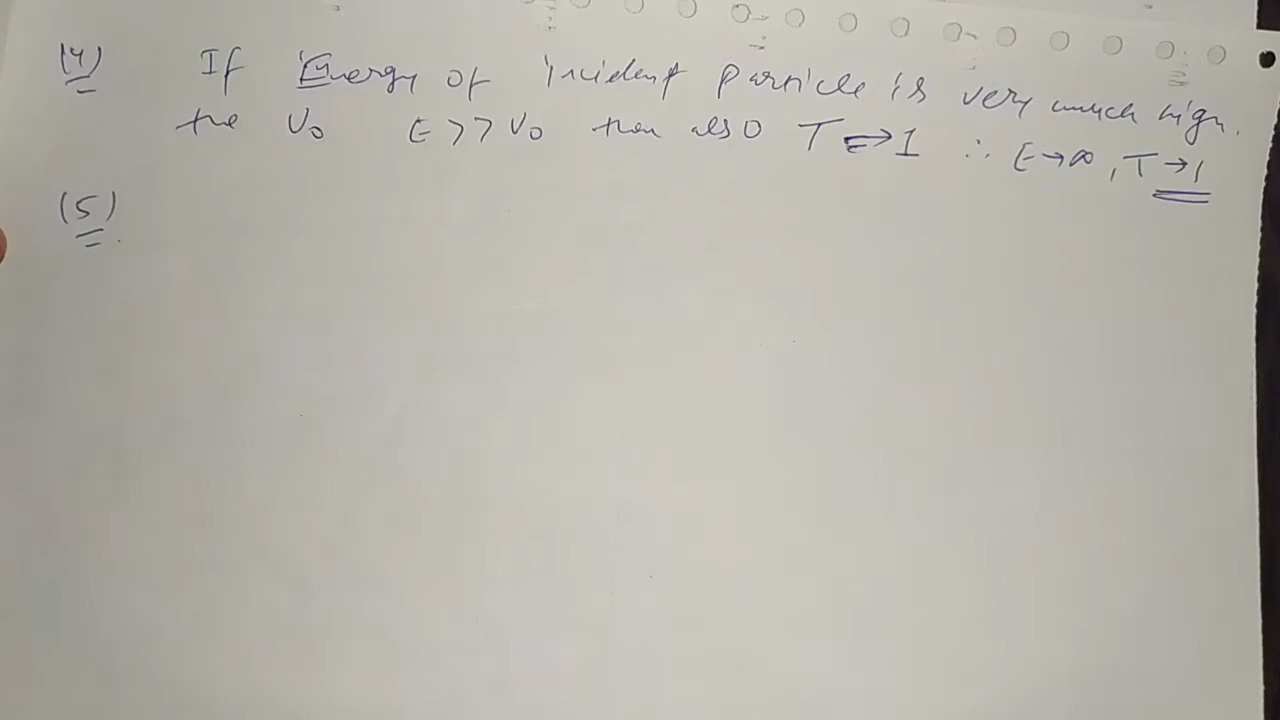 (4) If Energy of incident particle is very much high.
the V₀ E >> V₀ then also T ⇒ 1 ∴ E → ∞, T → 1
(5)